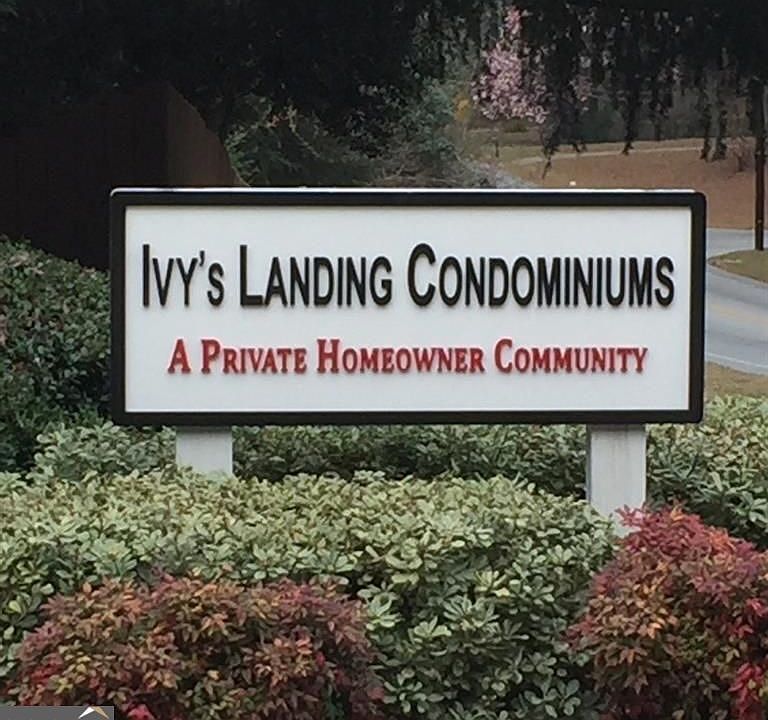 Ivy's Landing Condominiums
A Private Homeowner Community